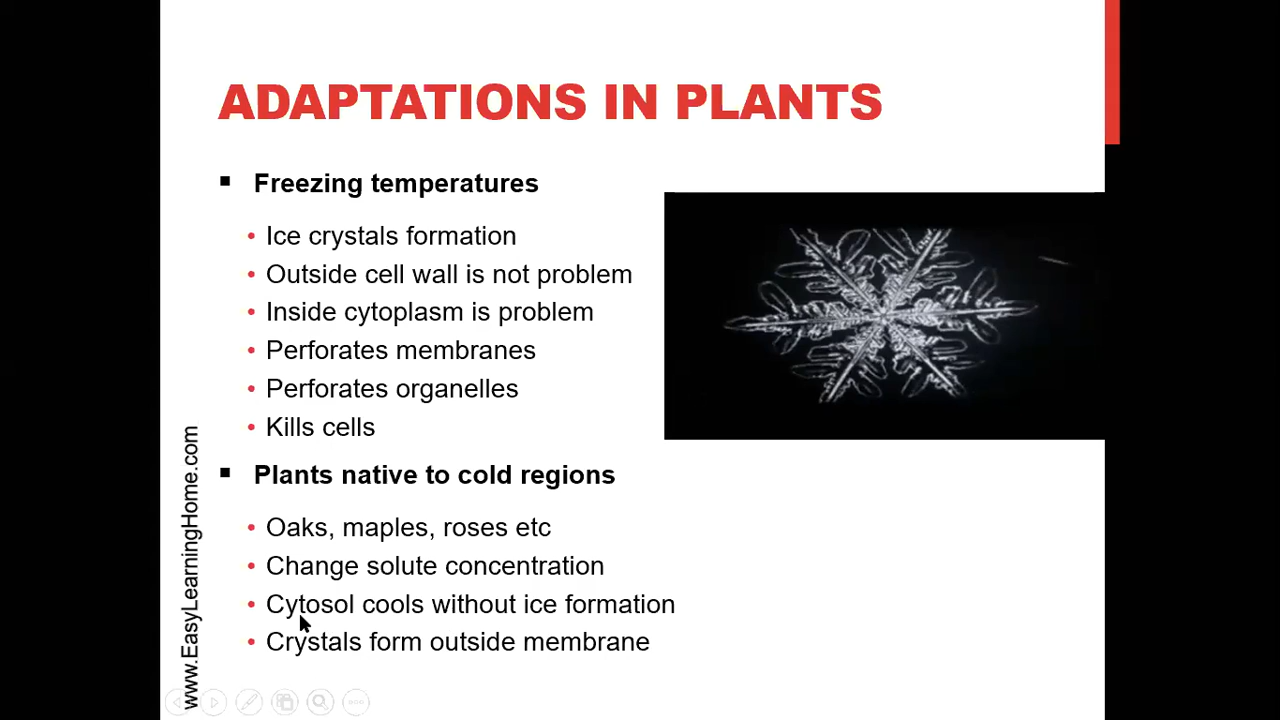 ADAPTATIONS IN PLANTS
Freezing temperatures
Ice crystals formation
Outside cell wall is not problem
Inside cytoplasm is problem
Perforates membranes
Perforates organelles
Kills cells
Plants native to cold regions
Oaks, maples, roses etc
Change solute concentration
Cytosol cools without ice formation
Crystals form outside membrane
www.EasyLearningHome.com